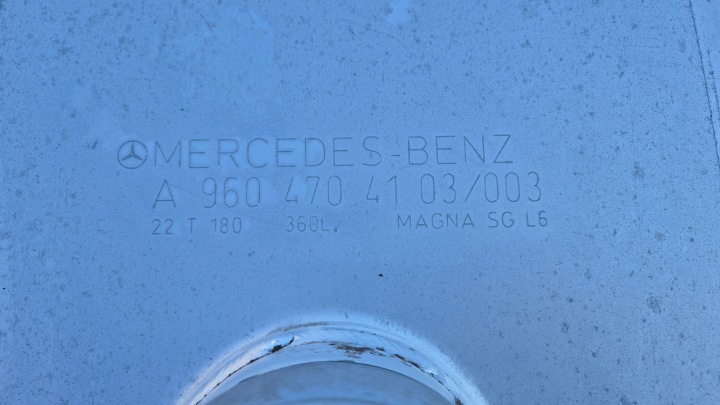 MERCEDES-BENZ
A 960 470 41 03/003
22 T 180 360L. MAGNA SG L6